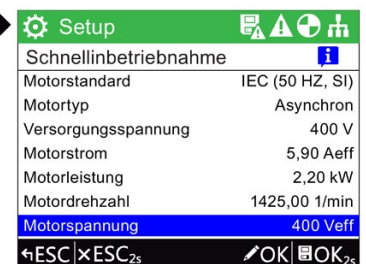 Setup
Schnellinbetriebnahme i
Motorstandard IEC (50 HZ, SI)
Motortyp Asynchron
Versorgungsspannung 400 V
Motorstrom 5,90 Aeff
Motorleistung 2,20 kW
Motordrehzahl 1425,00 1/min
Motorspannung 400 Veff
ESC ESC2s OK OK2s